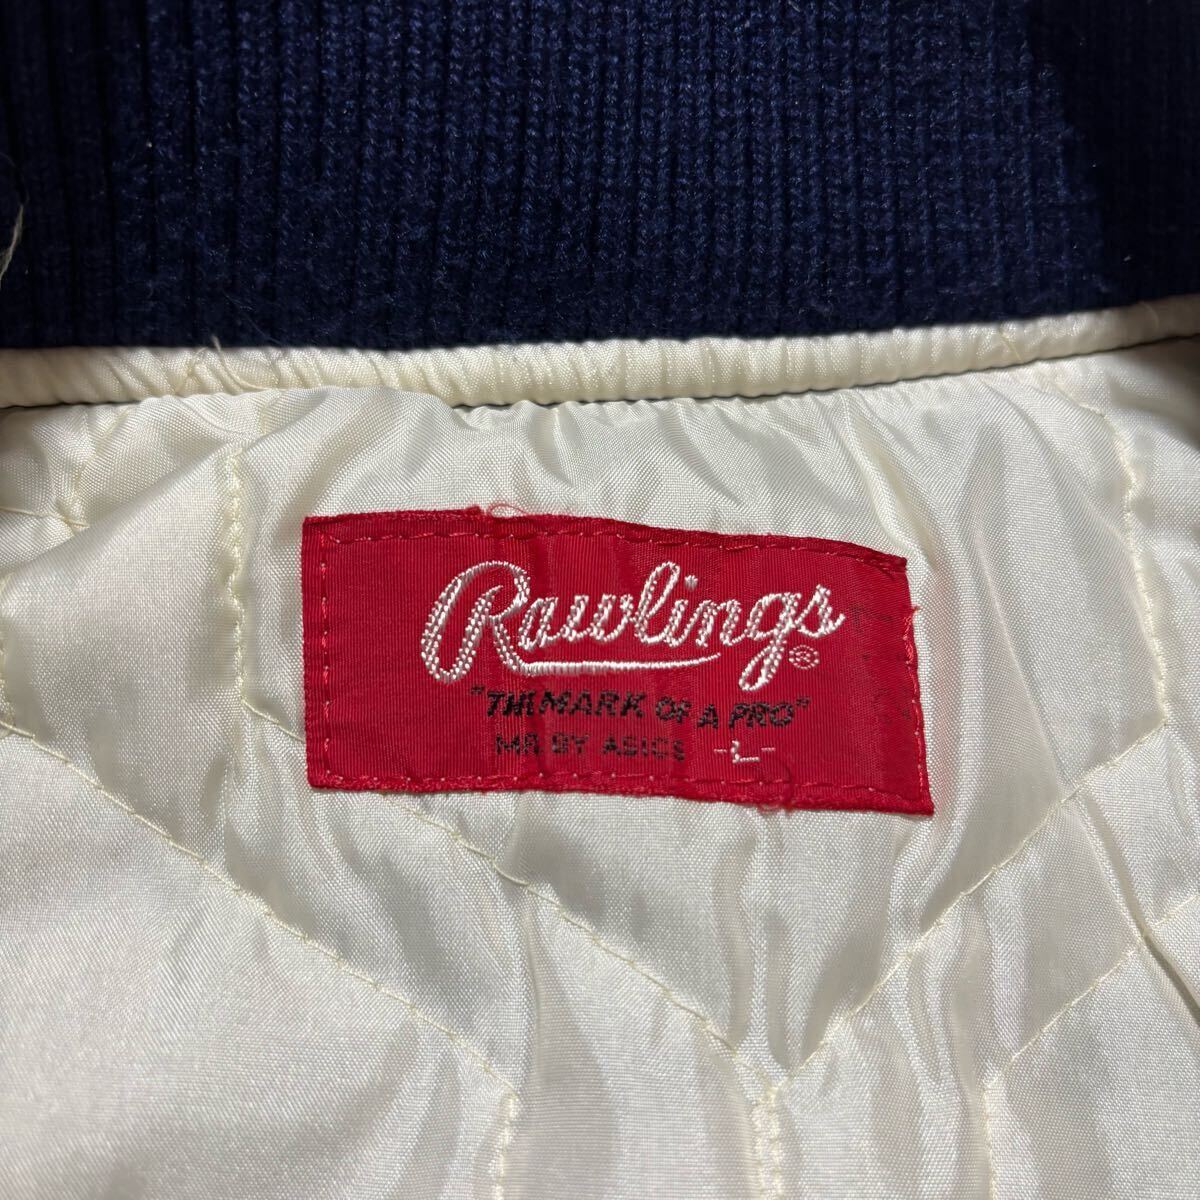 Rawlings®
"THE MARK OF A PRO"
MR BY ASICS -L-